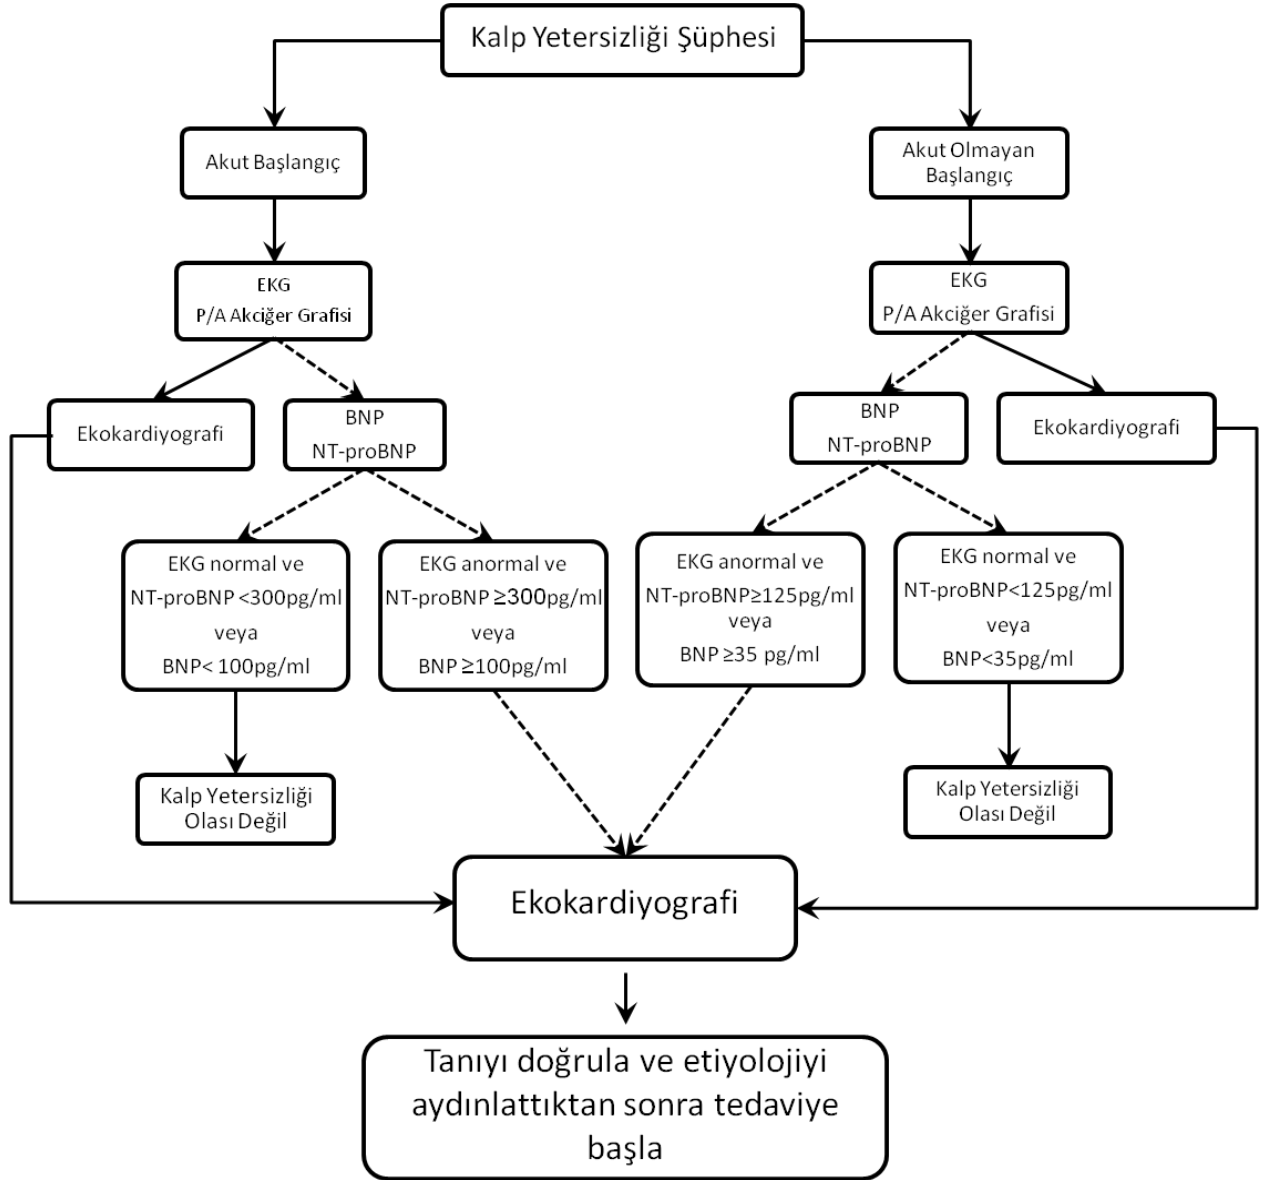 Kalp Yetersizliği Şüphesi
Akut Başlangıç
Akut Olmayan
Başlangıç
EKG
P/A Akciğer Grafisi
EKG
P/A Akciğer Grafisi
Ekokardiyografi
BNP
NT-proBNP
BNP
NT-proBNP
Ekokardiyografi
EKG normal ve
NT-proBNP <300pg/ml
veya
BNP< 100pg/ml
EKG anormal ve
NT-proBNP ≥300pg/ml
veya
BNP ≥100pg/ml
EKG anormal ve
NT-proBNP≥125pg/ml
veya
BNP ≥35 pg/ml
EKG normal ve
NT-proBNP<125pg/ml
veya
BNP<35pg/ml
Kalp Yetersizliği
Olası Değil
Kalp Yetersizliği
Olası Değil
Ekokardiyografi
Tanıyı doğrula ve etiyolojiyi
aydınlattıktan sonra tedaviye
başla